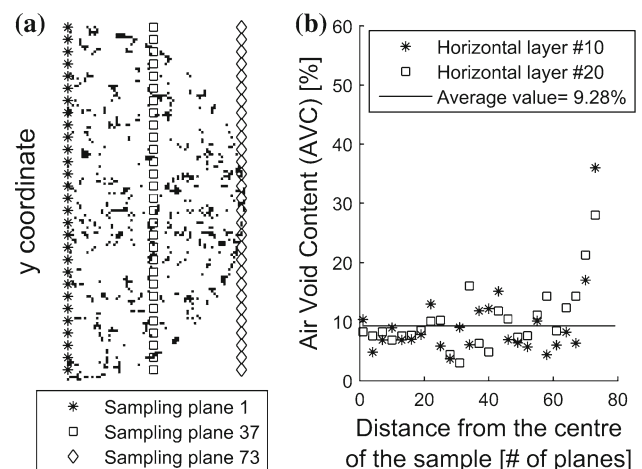 (a)
y coordinate
Sampling plane 1
Sampling plane 37
Sampling plane 73
(b)
Air Void Content (AVC) [%]
60
50
40
30
20
10
0
Horizontal layer #10
Horizontal layer #20
Average value= 9.28%
0 20 40 60 80
Distance from the centre
of the sample [# of planes]